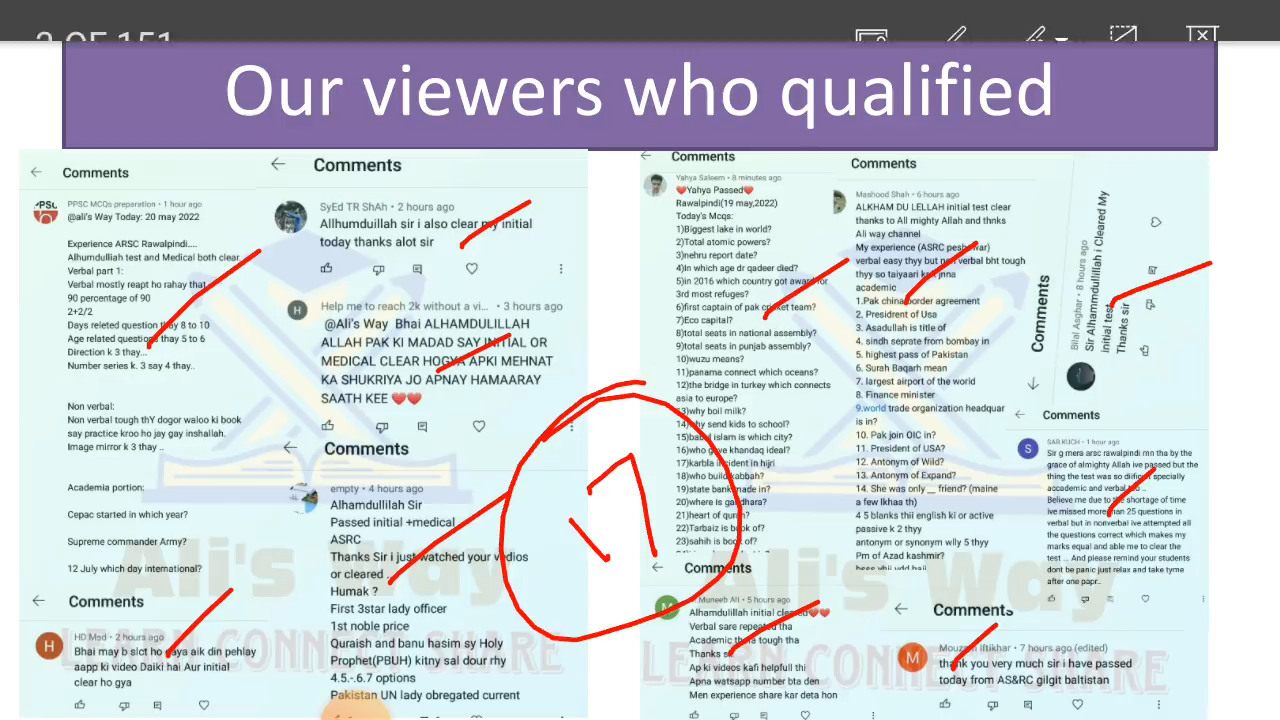 2 OF 151
Our viewers who qualified
Comments
PPSC MCQs preparation • 1 hour ago
@ali's Way Today: 20 may 2022
Experience ARSC Rawalpindi....
Alhumdulliah test and Medical both clear
Verbal part 1:
Verbal mostly reapt ho rahay that
90 percentage of 90
2+2/2
Days releted question thay 8 to 10
Age related questions thay 5 to 6
Direction k 3 thay...
Number series k. 3 say 4 thay..
Non verbal:
Non verbal tough thY dogor waloo ki book
say practice kroo ho jay gay inshallah.
Image mirror k 3 thay ..
Academia portion:
Cepac started in which year?
Supreme commander Army?
12 July which day international?
Comments
HD Mod • 2 hours ago
Bhai may b slot ho gaya aik din pehlay
aapp ki video Daiki hai Aur initial
clear ho gya
Comments
SyEd TR ShAh • 2 hours ago
Allhumduillah sir i also clear my initial
today thanks alot sir
Help me to reach 2k without a vi... • 3 hours ago
@Ali's Way Bhai ALHAMDULILLAH
ALLAH PAK KI MADAD SAY INITIAL OR
MEDICAL CLEAR HOGYA APKI MEHNAT
KA SHUKRIYA JO APNAY HAMAARAY
SAATH KEE ❤❤
Comments
empty • 4 hours ago
Alhamdullilah Sir
Passed initial +medical
ASRC
Thanks Sir i just watched your vedios
or cleared
Humak ?
First 3star lady officer
1st noble price
Quraish and banu hasim sy Holy
Prophet(PBUH) kitny sal dour rhy
4.5.-.6.7 options
Pakistan UN lady obregated current
Comments
Yahya Saleem • 8 minutes ago
❤Yahya Passed❤
Rawalpindi(19 may,2022)
Today's Mcqs:
1)Biggest lake in world?
2)Total atomic powers?
3)nehru report date?
4)In which age dr qadeer died?
5)in 2016 which country got award for
3rd most refuges?
6)first captain of pak cricket team?
7)Eco capital?
8)total seats in national assembly?
9)total seats in punjab assembly?
10)wuzu means?
11)panama connect which oceans?
12)the bridge in turkey which connects
asia to europe?
13)why boil milk?
14)why send kids to school?
15)babul islam is which city?
16)who gave khandaq ideal?
17)karbla incident in hijri
18)who build kabbah?
19)state bank made in?
20)where is gandhara?
21)heart of quran?
22)Tarbaiz is book of?
23)sahih is book of?
Comments
Muneeb Ali • 5 hours ago
Alhamdulillah initial cleared❤❤
Verbal sare repeated tha
Academic thora tough tha
Thanks sir
Ap ki videos kafi helpfull thi
Apna watsapp number bta den
Men experience share kar deta hon
Comments
Mashood Shah • 6 hours ago
ALKHAM DU LELLAH initial test clear
thanks to All mighty Allah and thnks
Ali way channel
My experience (ASRC peshawar)
verbal easy thyy but non verbal bht tough
thyy so taiyaari kr k jnna
academic
1.Pak china border agreement
2. Presidenrt of Usa
3. Asadullah is title of
4. sindh seprate from bombay in
5. highest pass of Pakistan
6. Surah Baqarh mean
7. largest airport of the world
8. Finance minister
9.world trade organization headquar
is in?
10. Pak join OIC in?
11. President of USA?
12. Antonym of Wild?
13. Antonym of Expand?
14. She was only __ friend? (maine
a few lkhaa th)
4 5 blanks thii english ki or active
passive k 2 thyy
antonym or synonym wlly 5 thyy
Pm of Azad kashmir?
Comments
Bilal Asghar • 8 hours ago
Sir Alhammdullillah i Cleared My
initial test
Thanks sir
Comments
SAB KUCH • 1 hour ago
Sir g mera arsc rawalpindi mn tha by the
grace of almighty Allah ive passed but the
thing the test was so difficult specially
accademic and verbal
Believe me due to shortage of time
ive missed more than 25 questions in
verbal but in nonverbal ive attempted all
the questions correct which makes my
marks equal and able me to clear the
test ... And please remind your students
dont be panic just relax and take tyme
after one papr..
Comments
Mouzam Iftikhar • 7 hours ago (edited)
thank you very much sir i have passed
today from AS&RC gilgit baltistan
Ali's Way
LEARN CONNECT SHARE
Ali's Way
LEARN CONNECT SHARE